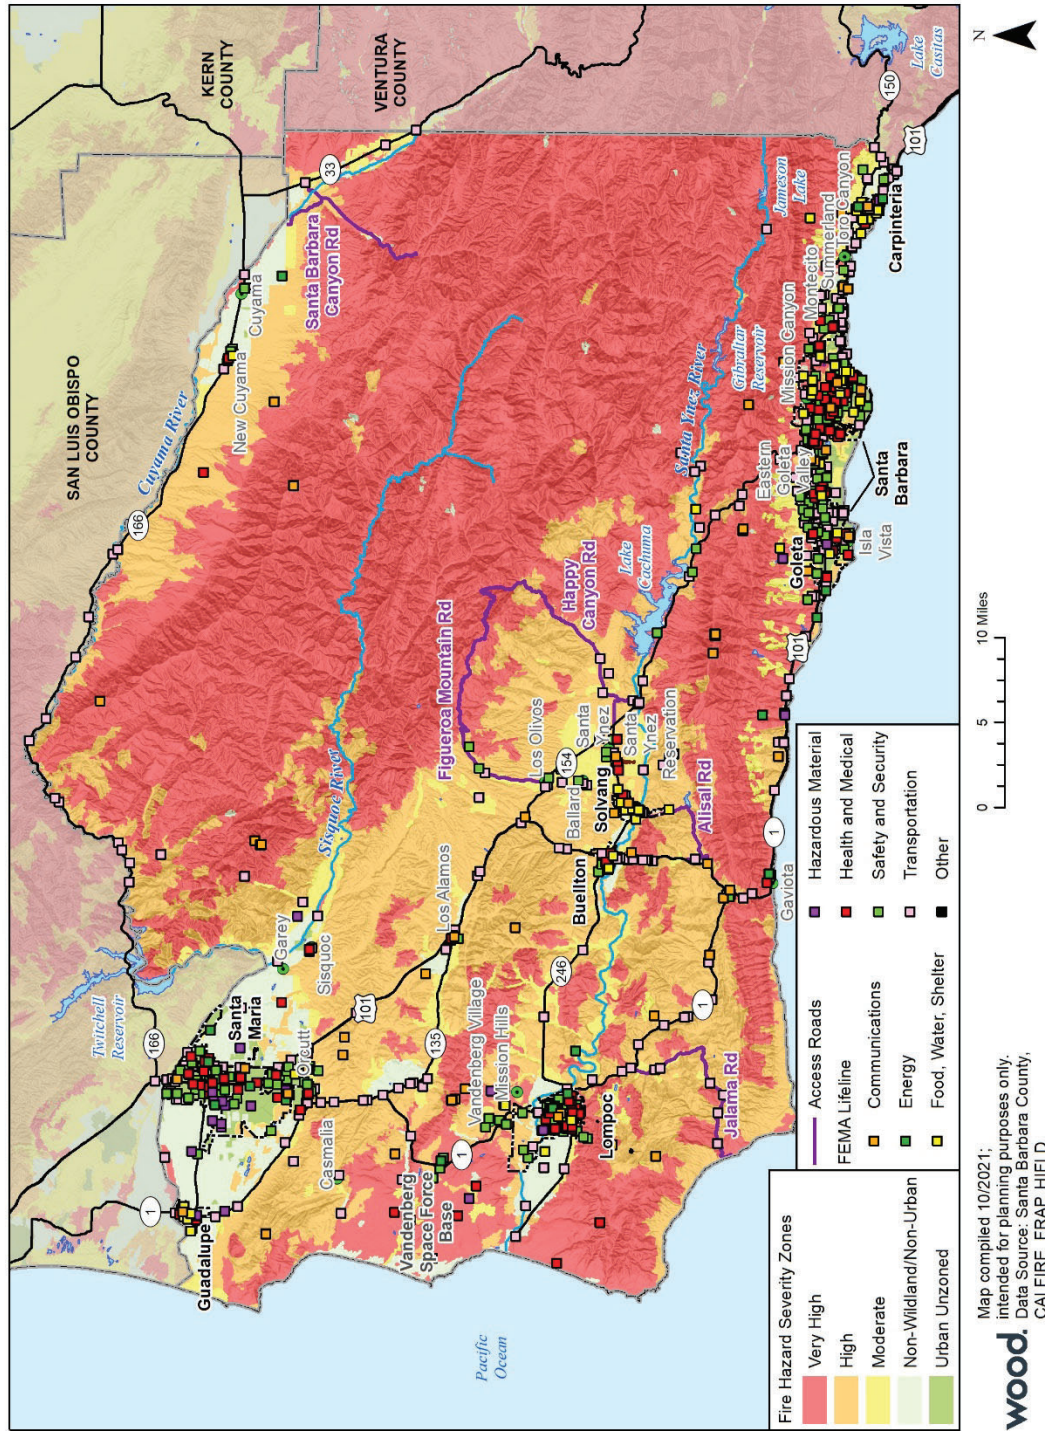 SAN LUIS OBISPO
COUNTY
KERN
COUNTY
VENTURA
COUNTY
Twitchell
Reservoir
Cuyama River
166
166
33
New Cuyama
Cuyama
Santa Barbara
Canyon Rd
Guadalupe
1
Santa
Maria
Orcutt
Garey
Sisquoc
Sisquoc River
Casmalia
101
135
Los Alamos
Figueroa Mountain Rd
Happy
Canyon Rd
Vandenberg
Space Force
Base
1
Vandenberg Village
Mission Hills
Lompoc
246
Buellton
Los Olivos
154
Ballard
Santa
Ynez
Solvang
Santa
Ynez
Reservation
Lake
Cachuma
Santa Ynez River
Gibraltar
Reservoir
Jameson
Lake
Jalama Rd
1
Alisal Rd
Gaviota
1
101
Goleta
Isla
Vista
Eastern
Goleta
Valley
Santa
Barbara
Mission Canyon
Montecito
Summerland
Toro Canyon
Carpinteria
101
150
Lake
Casitas
Pacific
Ocean
N
0 5 10 Miles
Fire Hazard Severity Zones
Very High
High
Moderate
Non-Wildland/Non-Urban
Urban Unzoned
Access Roads
FEMA Lifeline
Communications
Energy
Food, Water, Shelter
Hazardous Material
Health and Medical
Safety and Security
Transportation
Other
wood.
Map compiled 10/2021;
intended for planning purposes only.
Data Source: Santa Barbara County,
CALFIRE, FRAP, HIFLD